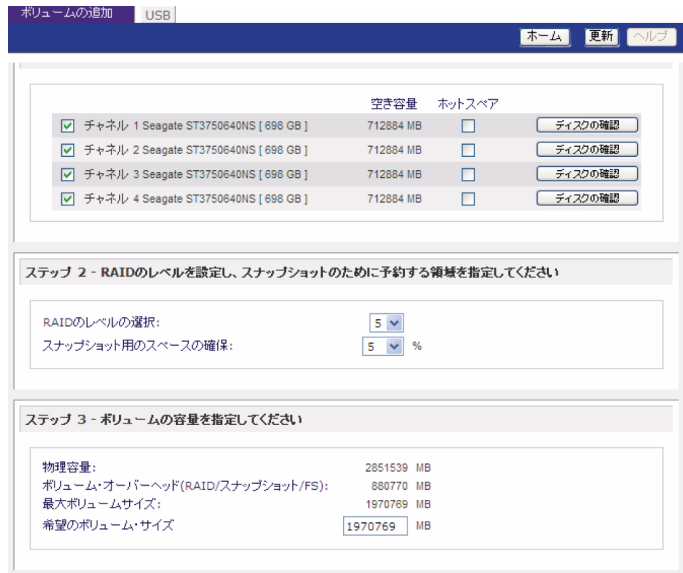 ボリュームの追加 USB
ホーム 更新 ヘルプ
空き容量 ホットスペア
チャネル 1 Seagate ST3750640NS [ 698 GB ] 712884 MB ディスクの確認
チャネル 2 Seagate ST3750640NS [ 698 GB ] 712884 MB ディスクの確認
チャネル 3 Seagate ST3750640NS [ 698 GB ] 712884 MB ディスクの確認
チャネル 4 Seagate ST3750640NS [ 698 GB ] 712884 MB ディスクの確認
ステップ 2 - RAIDのレベルを設定し、スナップショットのために予約する領域を指定してください
RAIDのレベルの選択: 5
スナップショット用のスペースの確保: 5 %
ステップ 3 - ボリュームの容量を指定してください
物理容量: 2851539 MB
ボリューム・オーバーヘッド(RAID/スナップショット/FS): 880770 MB
最大ボリュームサイズ: 1970769 MB
希望のボリューム・サイズ 1970769 MB